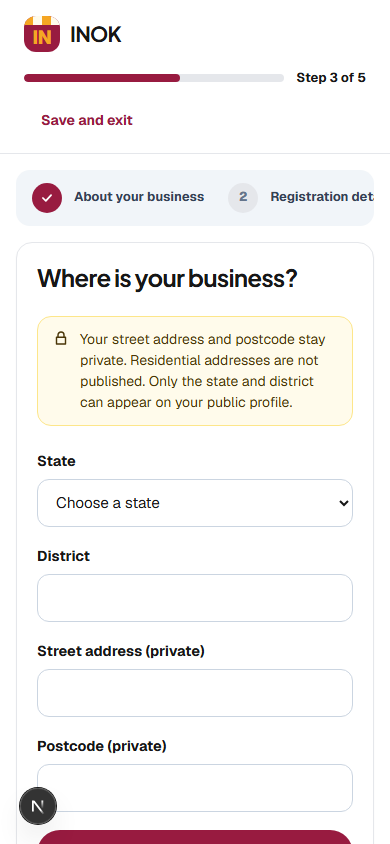 IN INOK
Step 3 of 5
Save and exit
About your business
2 Registration det
Where is your business?
Your street address and postcode stay
private. Residential addresses are not
published. Only the state and district
can appear on your public profile.
State
Choose a state
District
Street address (private)
Postcode (private)
N